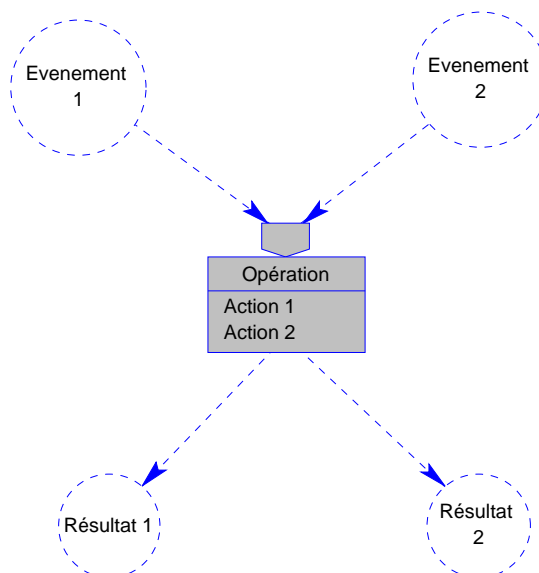 Evenement
1
Evenement
2
Opération
Action 1
Action 2
Résultat 1
Résultat
2